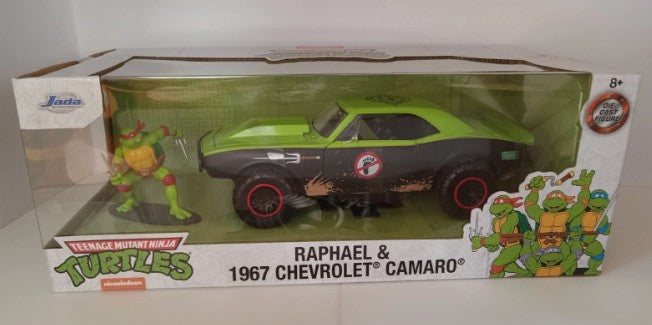 Jada
8+
DIE CAST
FIGURE
TEENAGE MUTANT NINJA
TURTLES
nickelodeon
RAPHAEL &
1967 CHEVROLET® CAMARO®